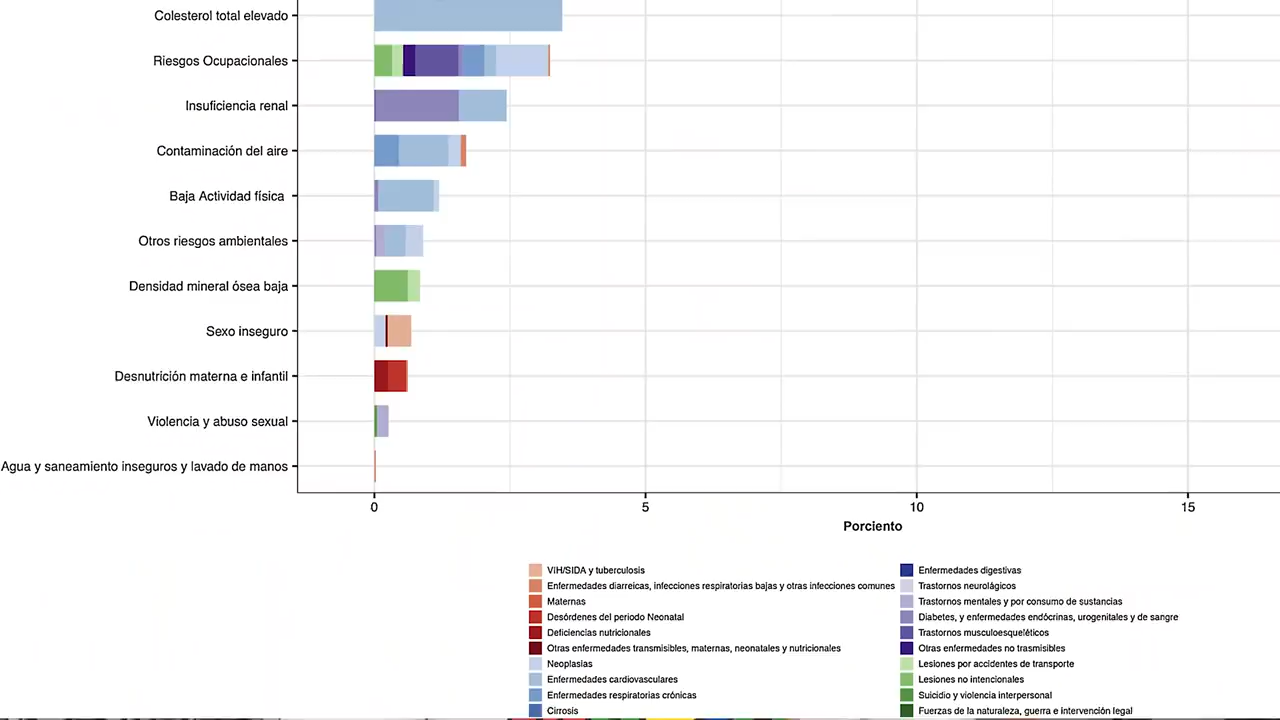 Colesterol total elevado
Riesgos Ocupacionales
Insuficiencia renal
Contaminación del aire
Baja Actividad física
Otros riesgos ambientales
Densidad mineral ósea baja
Sexo inseguro
Desnutrición materna e infantil
Violencia y abuso sexual
Agua y saneamiento inseguros y lavado de manos
0 5 10 15
Porciento
VIH/SIDA y tuberculosis
Enfermedades diarreicas, infecciones respiratorias bajas y otras infecciones comunes
Maternas
Desórdenes del periodo Neonatal
Deficiencias nutricionales
Otras enfermedades transmisibles, maternas, neonatales y nutricionales
Neoplasias
Enfermedades cardiovasculares
Enfermedades respiratorias crónicas
Cirrosis
Enfermedades digestivas
Trastornos neurológicos
Trastornos mentales y por consumo de sustancias
Diabetes, y enfermedades endócrinas, urogenitales y de sangre
Trastornos musculoesqueléticos
Otras enfermedades no trasmisibles
Lesiones por accidentes de transporte
Lesiones no intencionales
Suicidio y violencia interpersonal
Fuerzas de la naturaleza, guerra e intervención legal